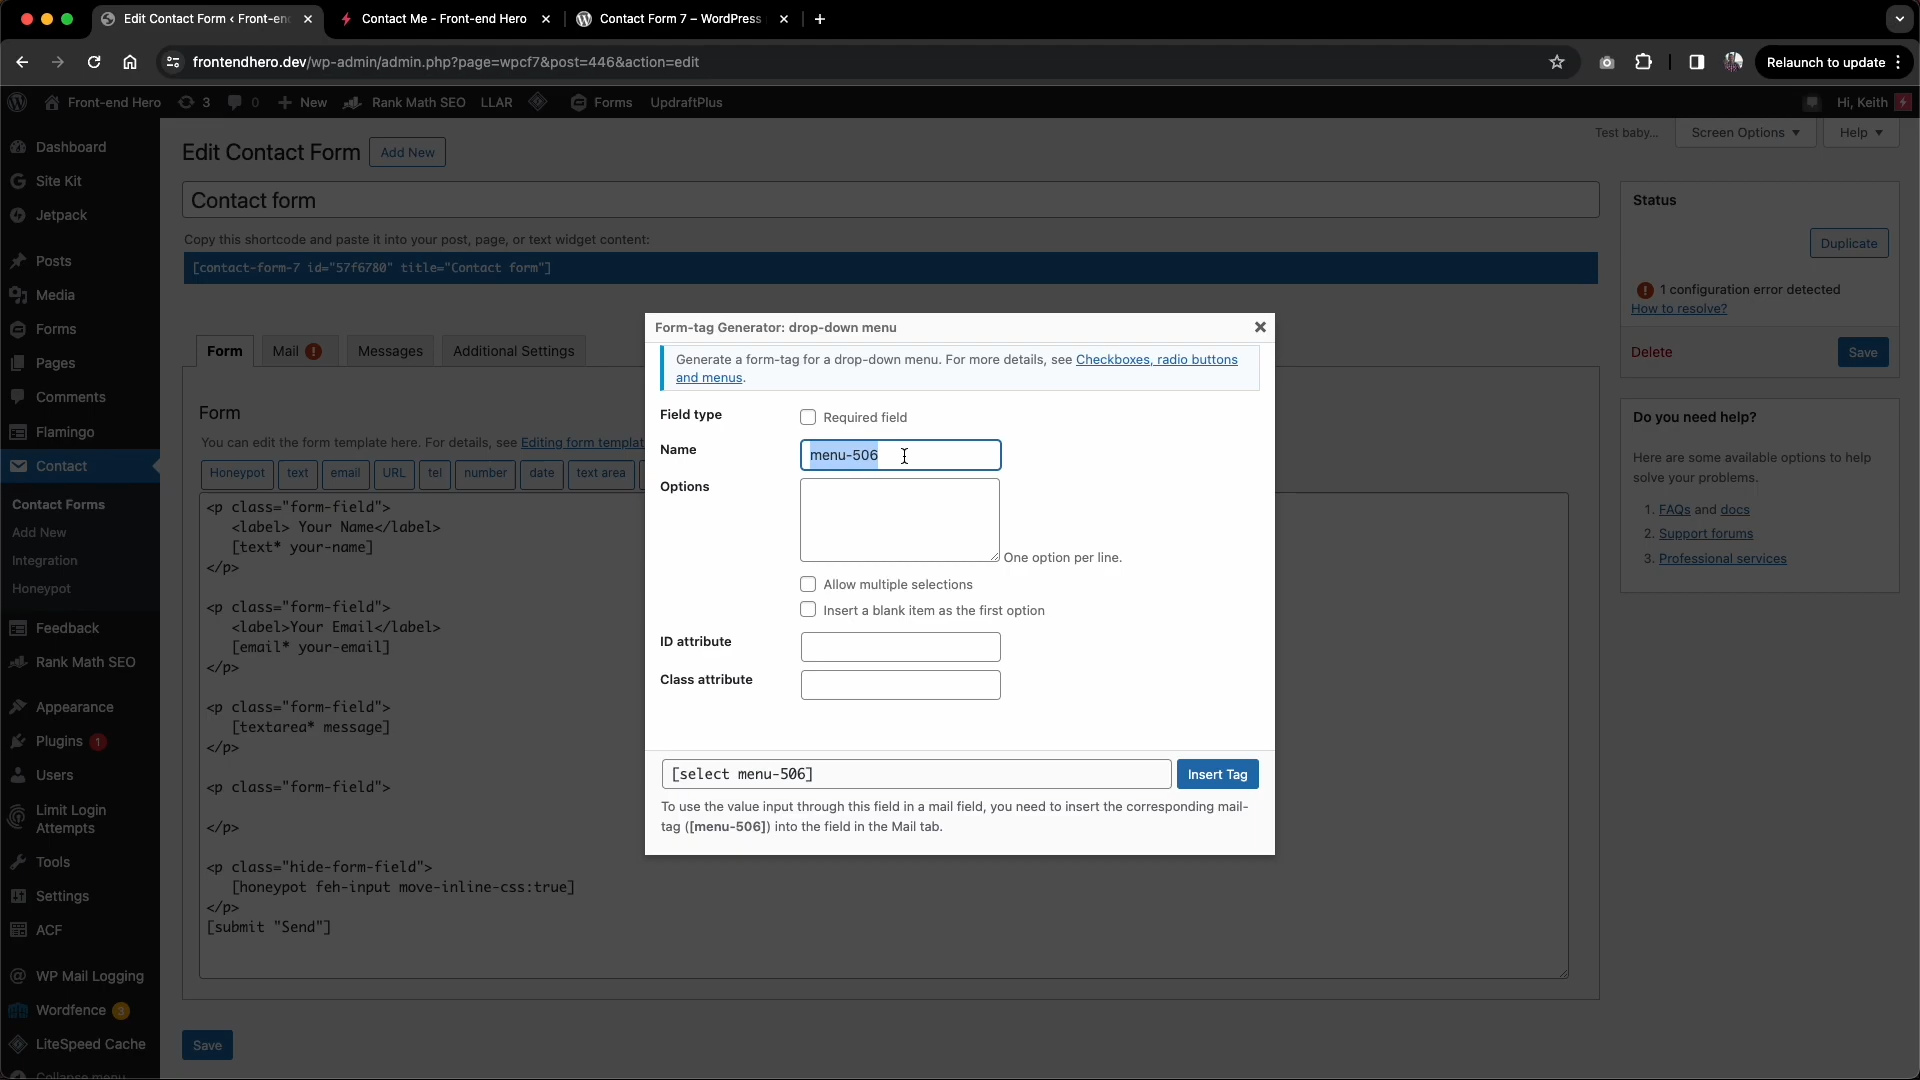 Edit Contact Form ‹ Front-en
Contact Me - Front-end Hero
Contact Form 7 – WordPress
frontendhero.dev/wp-admin/admin.php?page=wpcf7&post=446&action=edit
Relaunch to update
Front-end Hero
3
0
New
Rank Math SEO
LLAR
Forms
UpdraftPlus
Hi, Keith
Dashboard
Site Kit
Jetpack
Posts
Media
Forms
Pages
Comments
Flamingo
Contact
Contact Forms
Add New
Integration
Honeypot
Feedback
Rank Math SEO
Appearance
Plugins 1
Users
Limit Login
Attempts
Tools
Settings
ACF
WP Mail Logging
Wordfence 3
LiteSpeed Cache
Collapse menu
Test baby...
Screen Options
Help
Edit Contact Form
Add New
Contact form
Copy this shortcode and paste it into your post, page, or text widget content:
[contact-form-7 id="57f6780" title="Contact form"]
Form
Mail !
Messages
Additional Settings
Form
You can edit the form template here. For details, see Editing form templat
Honeypot
text
email
URL
tel
number
date
text area
<p class="form-field">
<label> Your Name</label>
[text* your-name]
</p>
<p class="form-field">
<label>Your Email</label>
[email* your-email]
</p>
<p class="form-field">
[textarea* message]
</p>
<p class="form-field">
</p>
<p class="hide-form-field">
[honeypot feh-input move-inline-css:true]
</p>
[submit "Send"]
Save
Form-tag Generator: drop-down menu
Generate a form-tag for a drop-down menu. For more details, see Checkboxes, radio buttons
and menus.
Field type
Required field
Name
menu-506
Options
One option per line.
Allow multiple selections
Insert a blank item as the first option
ID attribute
Class attribute
[select menu-506]
Insert Tag
To use the value input through this field in a mail field, you need to insert the corresponding mail-
tag ([menu-506]) into the field in the Mail tab.
Status
Duplicate
! 1 configuration error detected
How to resolve?
Delete
Save
Do you need help?
Here are some available options to help
solve your problems.
1. FAQs and docs
2. Support forums
3. Professional services